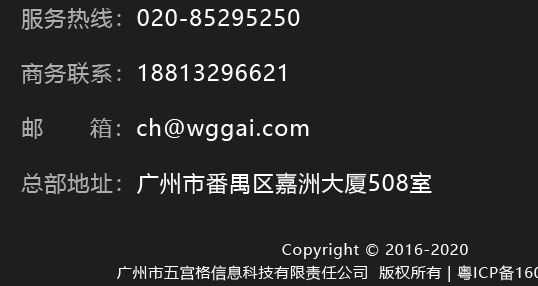 服务热线：020-85295250
商务联系：18813296621
邮　　箱：ch@wggai.com
总部地址：广州市番禺区嘉洲大厦508室
Copyright © 2016-2020
广州市五宫格信息科技有限责任公司 版权所有 | 粤ICP备160